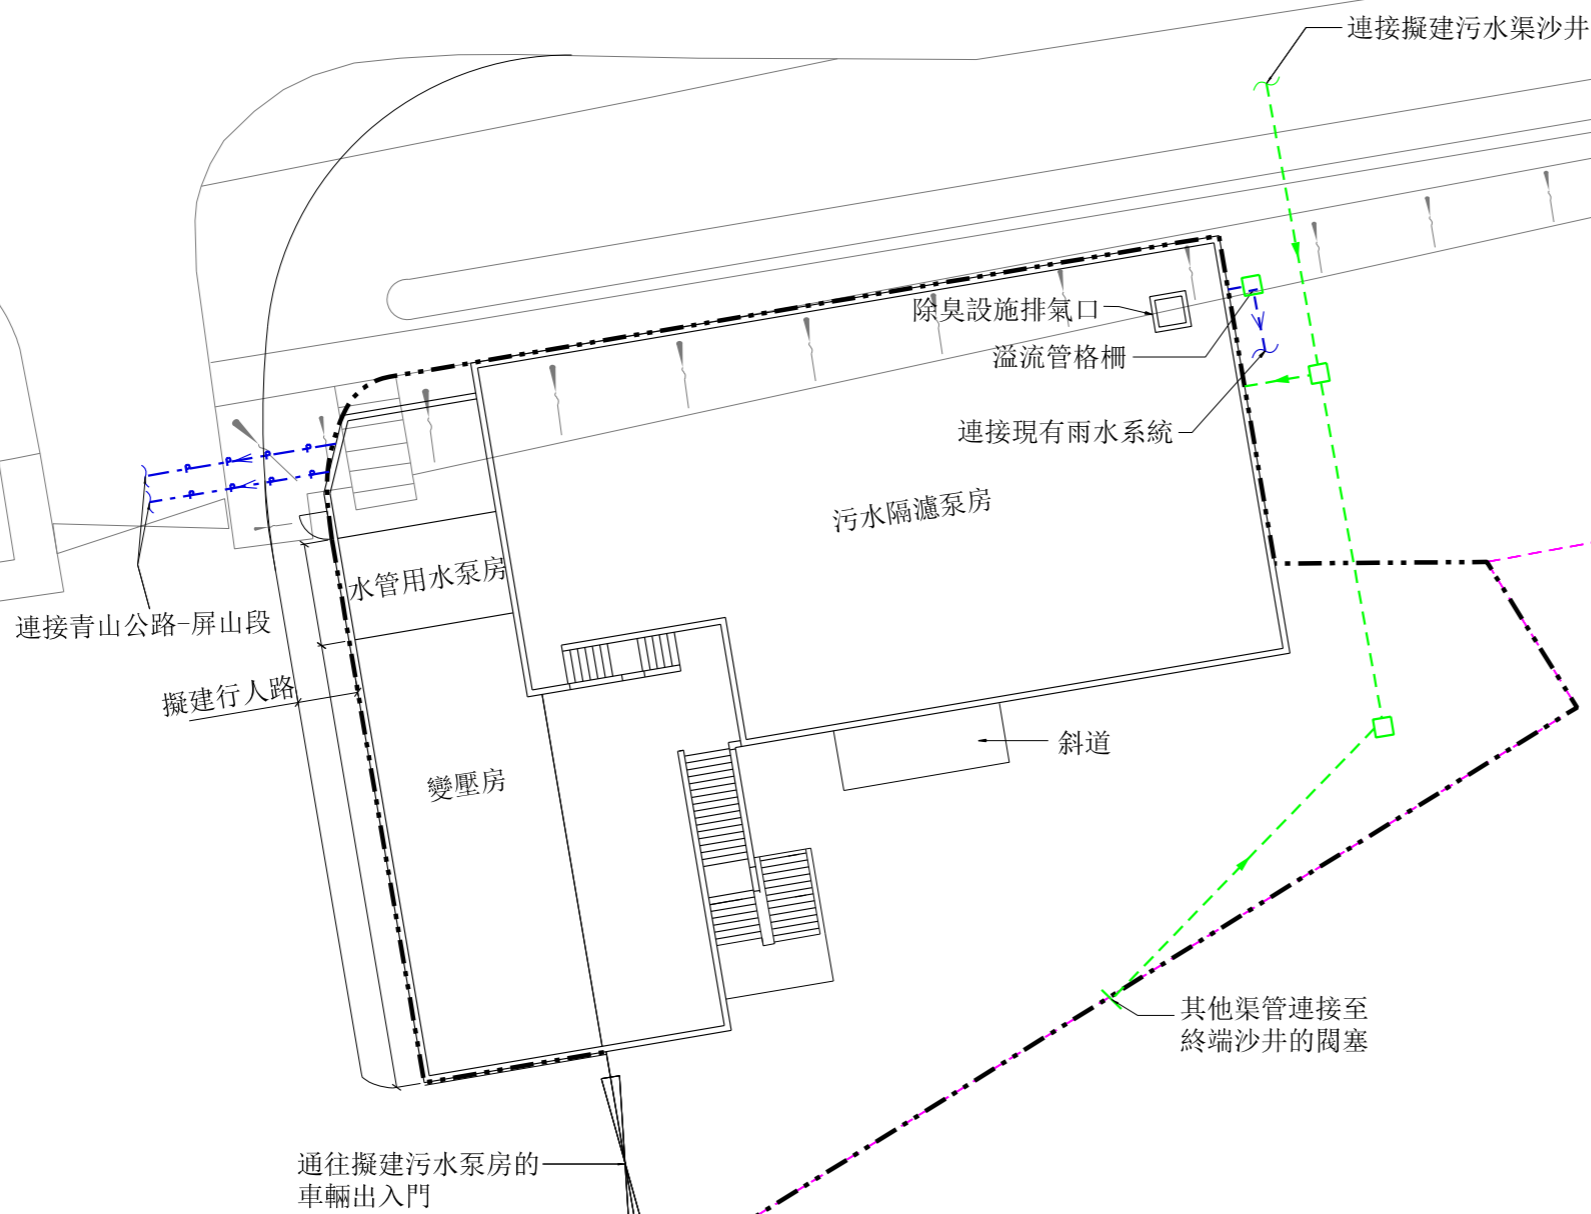 連接擬建污水渠沙井
除臭設施排氣口
溢流管格柵
連接現有雨水系統
污水隔濾泵房
水管用水泵房
連接青山公路-屏山段
擬建行人路
變壓房
斜道
其他渠管連接至
終端沙井的閥塞
通往擬建污水泵房的
車輛出入門